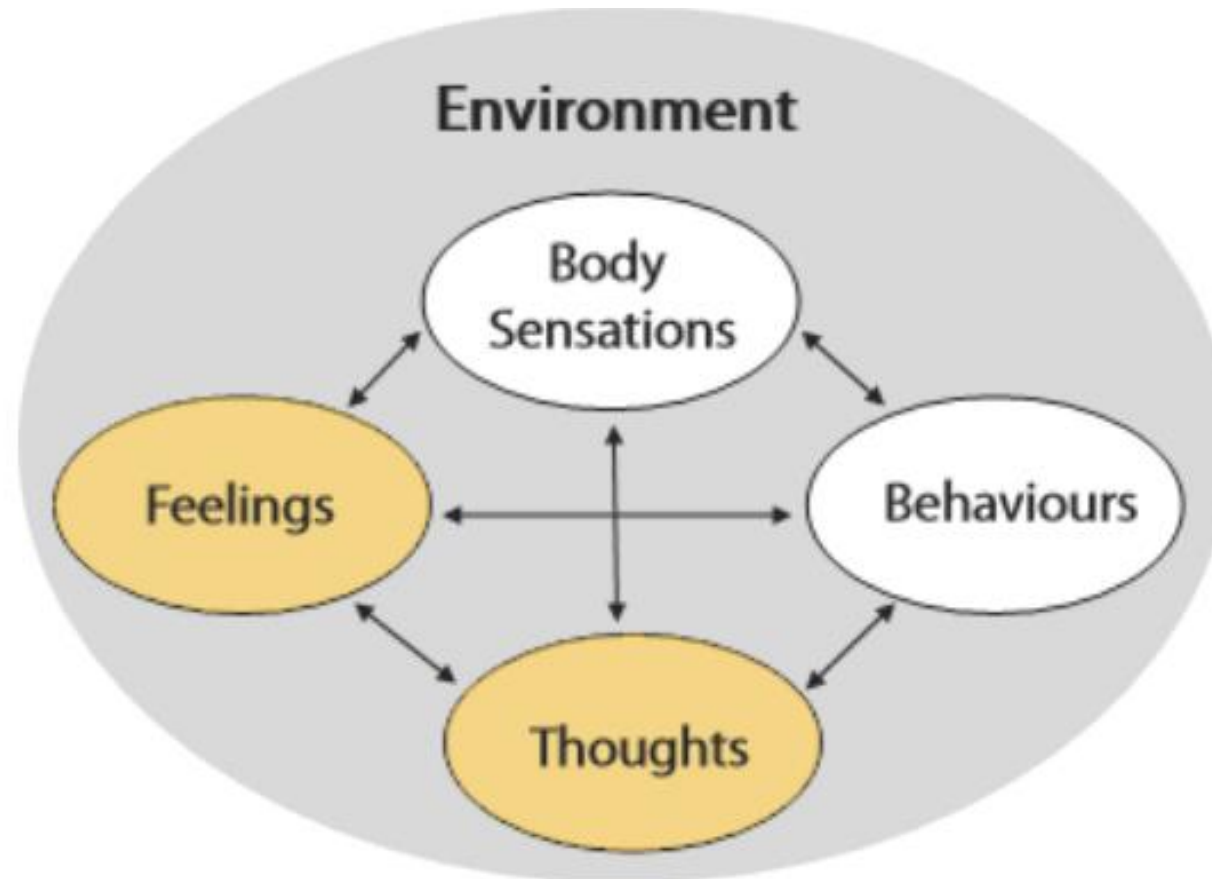 Environment
Body
Sensations
Feelings
Behaviours
Thoughts